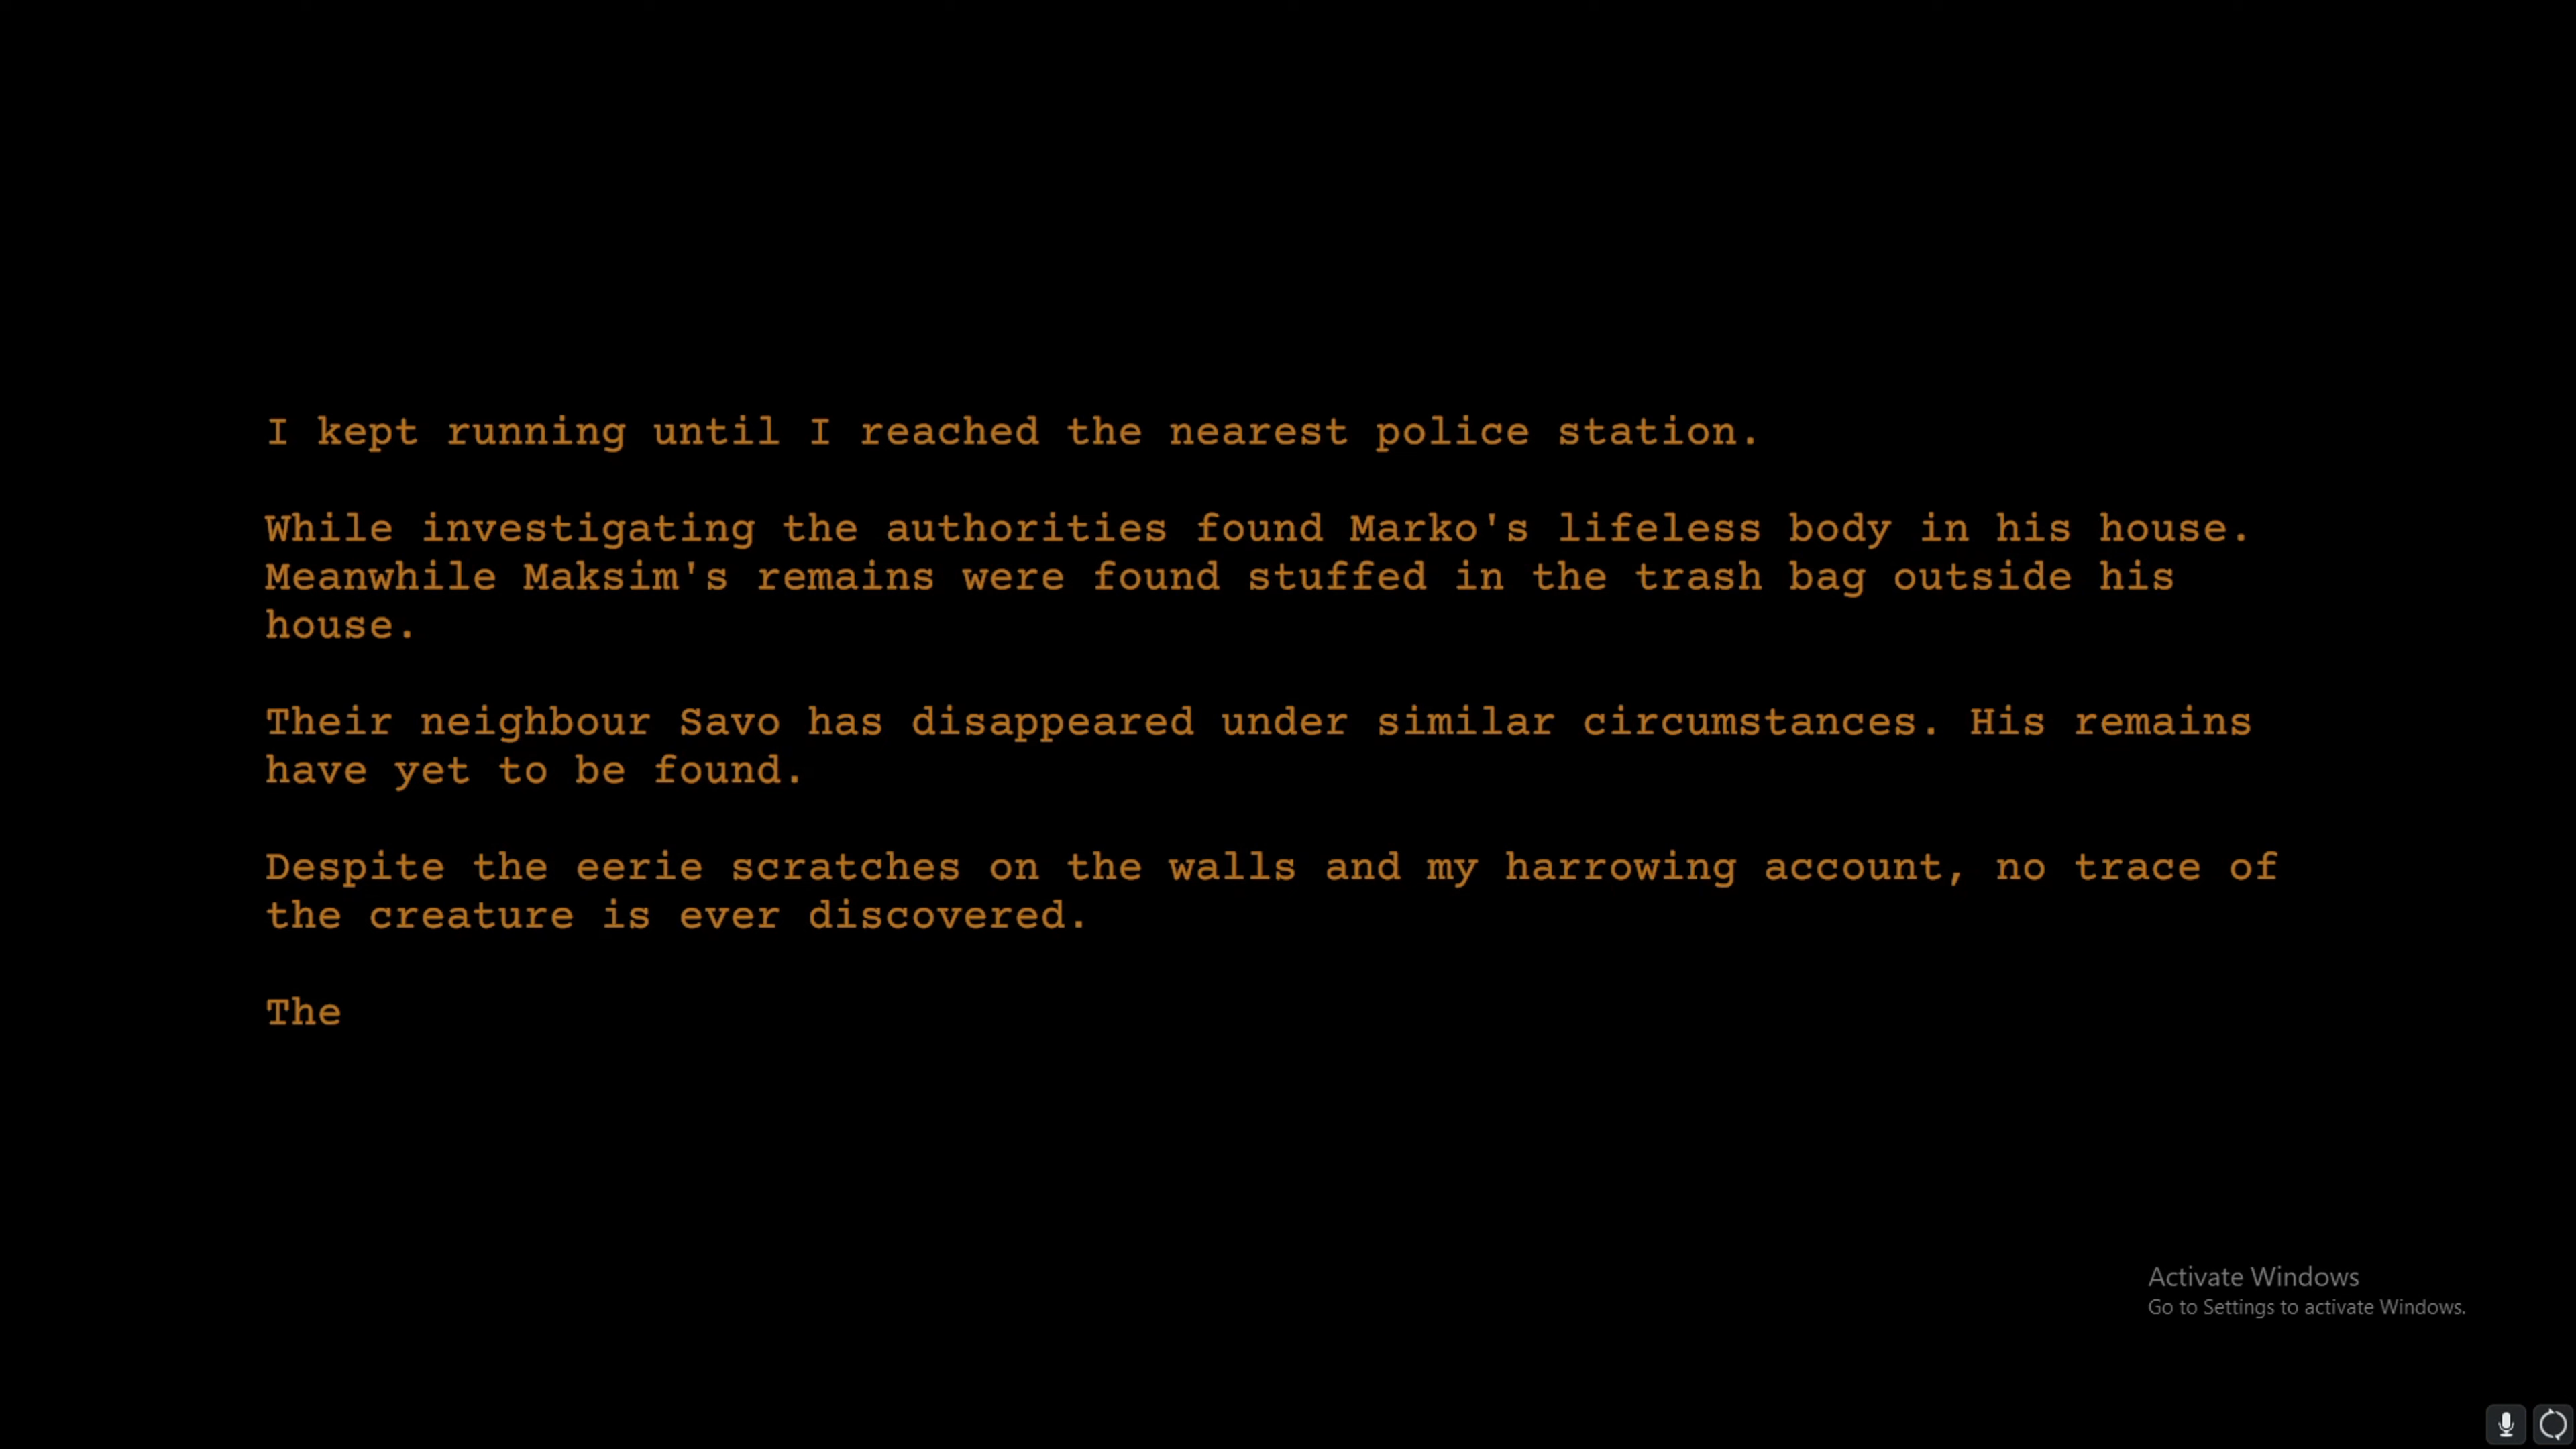 I kept running until I reached the nearest police station.
While investigating the authorities found Marko's lifeless body in his house.
Meanwhile Maksim's remains were found stuffed in the trash bag outside his
house.
Their neighbour Savo has disappeared under similar circumstances. His remains
have yet to be found.
Despite the eerie scratches on the walls and my harrowing account, no trace of
the creature is ever discovered.
The
Activate Windows
Go to Settings to activate Windows.